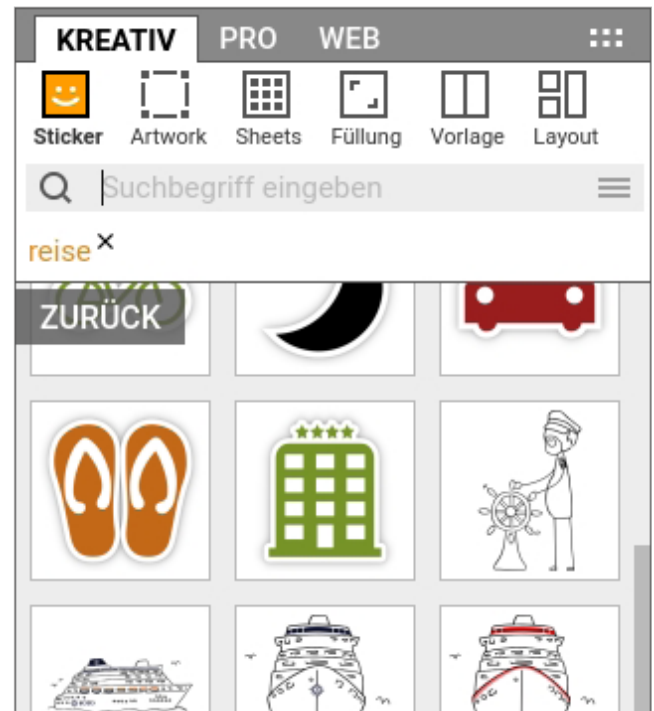 KREATIV PRO WEB
Sticker Artwork Sheets Füllung Vorlage Layout
Suchbegriff eingeben
reise ×
ZURÜCK